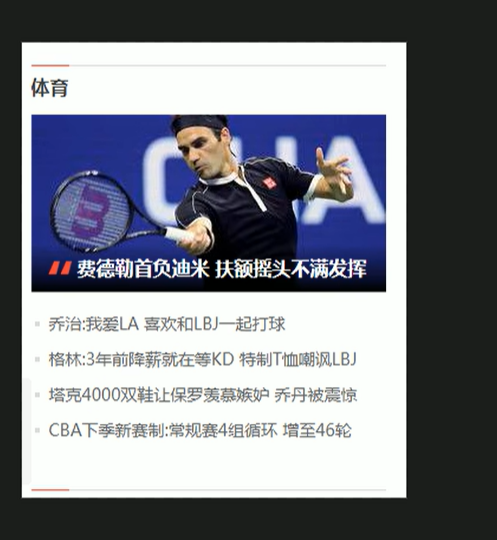 体育
费德勒首负迪米 扶额摇头不满发挥
乔治:我爱LA 喜欢和LBJ一起打球
格林:3年前降薪就在等KD 特制T恤嘲讽LBJ
塔克4000双鞋让保罗羡慕嫉妒 乔丹被震惊
CBA下季新赛制:常规赛4组循环 增至46轮